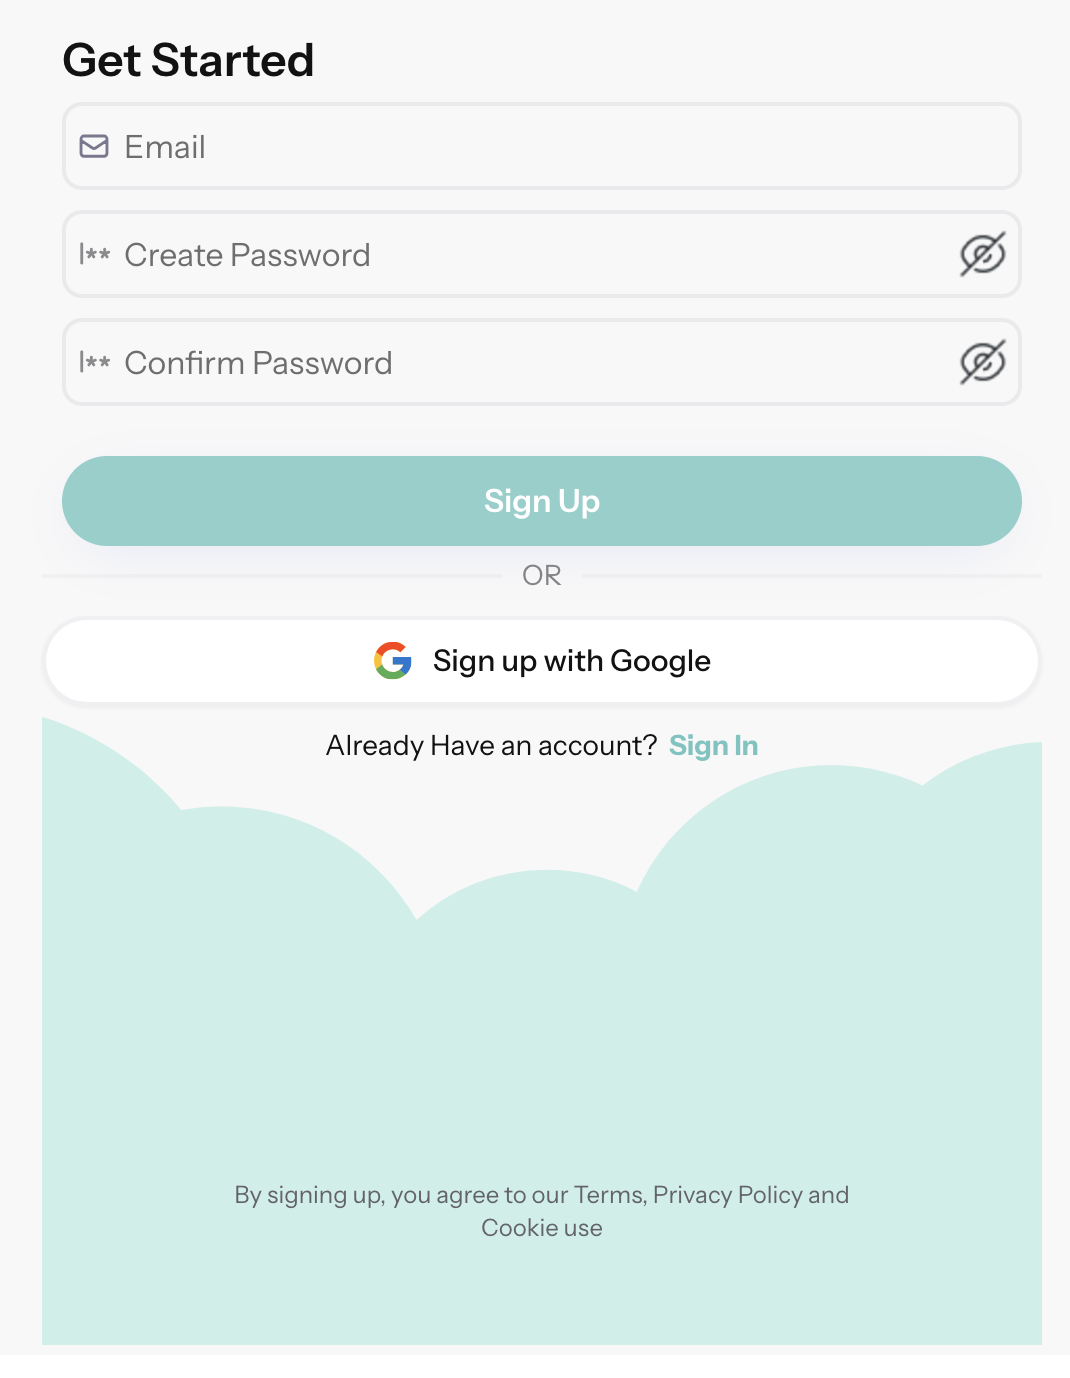 Get Started
Email
Create Password
Confirm Password
Sign Up
OR
Sign up with Google
Already Have an account? Sign In
By signing up, you agree to our Terms, Privacy Policy and
Cookie use